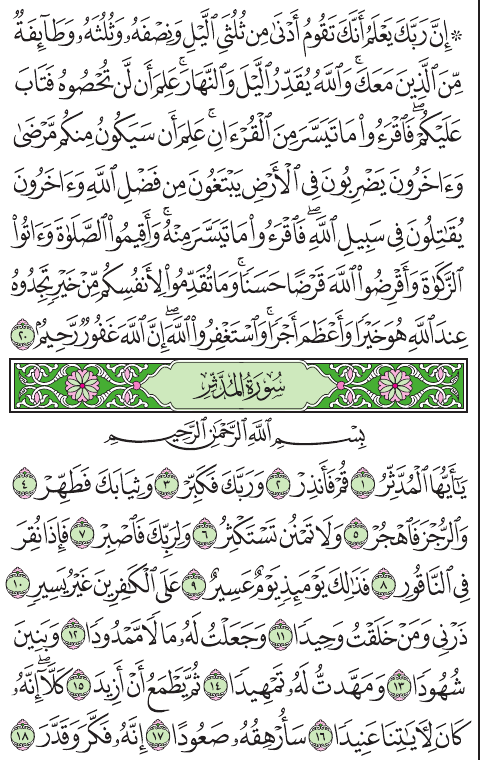 ۞ إِنَّ رَبَّكَ يَعْلَمُ أَنَّكَ تَقُومُ أَدْنَىٰ مِن ثُلُثَيِ ٱلَّيْلِ وَنِصْفَهُۥ وَثُلُثَهُۥ وَطَآئِفَةٌ
مِّنَ ٱلَّذِينَ مَعَكَۚ وَٱللَّهُ يُقَدِّرُ ٱلَّيْلَ وَٱلنَّهَارَۚ عَلِمَ أَن لَّن تُحْصُوهُ فَتَابَ
عَلَيْكُمْۖ فَٱقْرَءُوا۟ مَا تَيَسَّرَ مِنَ ٱلْقُرْءَانِۚ عَلِمَ أَن سَيَكُونُ مِنكُم مَّرْضَىٰ
وَءَاخَرُونَ يَضْرِبُونَ فِى ٱلْأَرْضِ يَبْتَغُونَ مِن فَضْلِ ٱللَّهِ وَءَاخَرُونَ
يُقَـٰتِلُونَ فِى سَبِيلِ ٱللَّهِۖ فَٱقْرَءُوا۟ مَا تَيَسَّرَ مِنْهُۚ وَأَقِيمُوا۟ ٱلصَّلَوٰةَ وَءَاتُوا۟
ٱلزَّكَوٰةَ وَأَقْرِضُوا۟ ٱللَّهَ قَرْضًا حَسَنًاۚ وَمَا تُقَدِّمُوا۟ لِأَنفُسِكُم مِّنْ خَيْرٍ تَجِدُوهُ
عِندَ ٱللَّهِ هُوَ خَيْرًا وَأَعْظَمَ أَجْرًاۚ وَٱسْتَغْفِرُوا۟ ٱللَّهَۖ إِنَّ ٱللَّهَ غَفُورٌ رَّحِيمٌۢ ٢٠
سُورَةُ المُدَّثِّرِ
بِسْمِ ٱللَّهِ ٱلرَّحْمَـٰنِ ٱلرَّحِيمِ
يَـٰٓأَيُّهَا ٱلْمُدَّثِّرُ ١ قُمْ فَأَنذِرْ ٢ وَرَبَّكَ فَكَبِّرْ ٣ وَثِيَابَكَ فَطَهِّرْ ٤
وَٱلرُّجْزَ فَٱهْجُرْ ٥ وَلَا تَمْنُن تَسْتَكْثِرُ ٦ وَلِرَبِّكَ فَٱصْبِرْ ٧ فَإِذَا نُقِرَ
فِى ٱلنَّاقُورِ ٨ فَذَٰلِكَ يَوْمَئِذٍ يَوْمٌ عَسِيرٌ ٩ عَلَى ٱلْكَـٰفِرِينَ غَيْرُ يَسِيرٍ ١٠
ذَرْنِى وَمَنْ خَلَقْتُ وَحِيدًا ١١ وَجَعَلْتُ لَهُۥ مَالًا مَّمْدُودًا ١٢ وَبَنِينَ
شُهُودًا ١٣ وَمَهَّدتُّ لَهُۥ تَمْهِيدًا ١٤ ثُمَّ يَطْمَعُ أَنْ أَزِيدَ ١٥ كَلَّآۖ إِنَّهُۥ
كَانَ لِـَٔايَـٰتِنَا عَنِيدًا ١٦ سَأُرْهِقُهُۥ صَعُودًا ١٧ إِنَّهُۥ فَكَّرَ وَقَدَّرَ ١٨